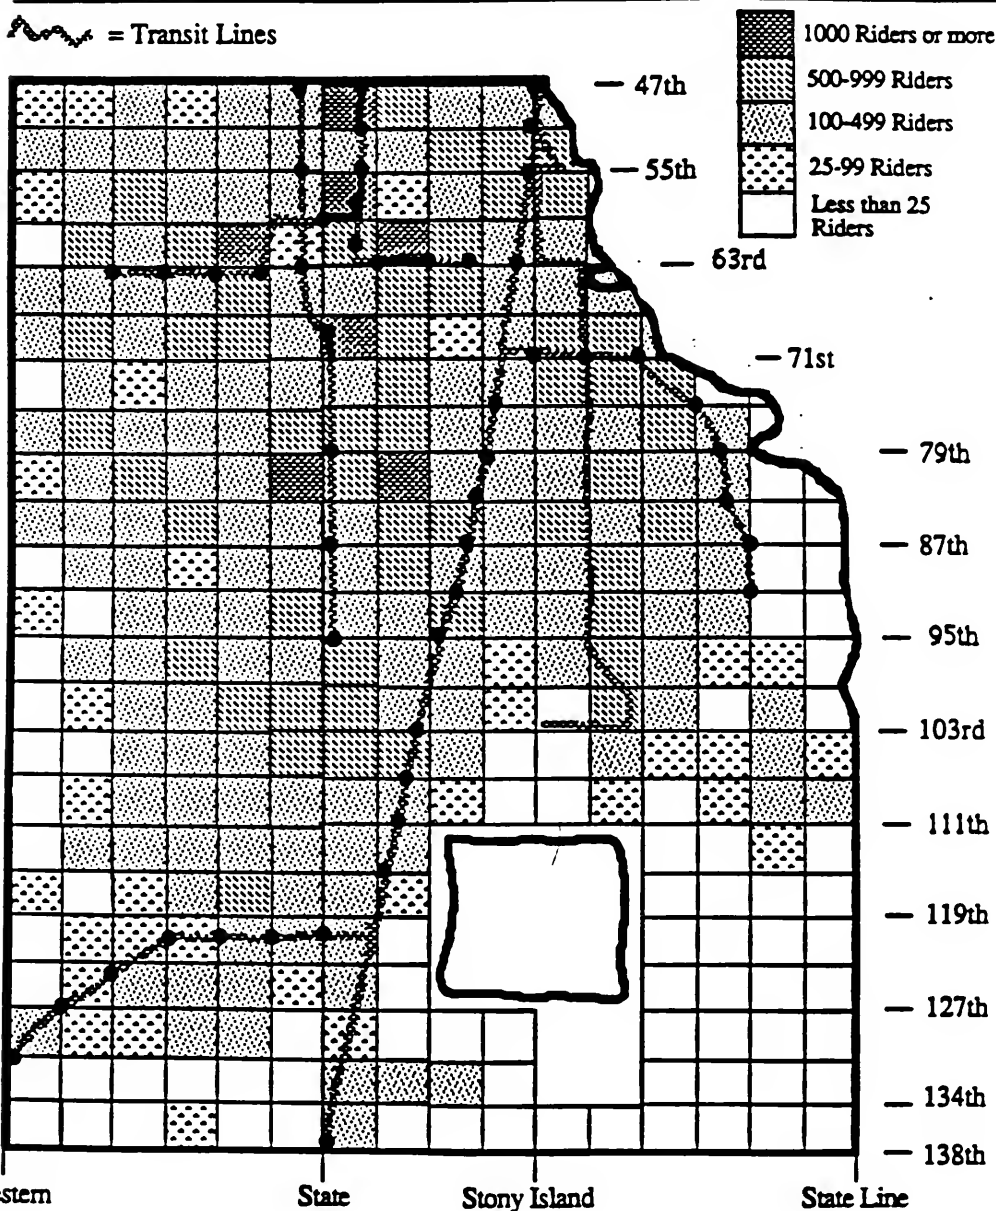 = Transit Lines
1000 Riders or more
500-999 Riders
100-499 Riders
25-99 Riders
Less than 25
Riders
47th
55th
63rd
71st
79th
87th
95th
103rd
111th
119th
127th
134th
138th
estern
State
Stony Island
State Line